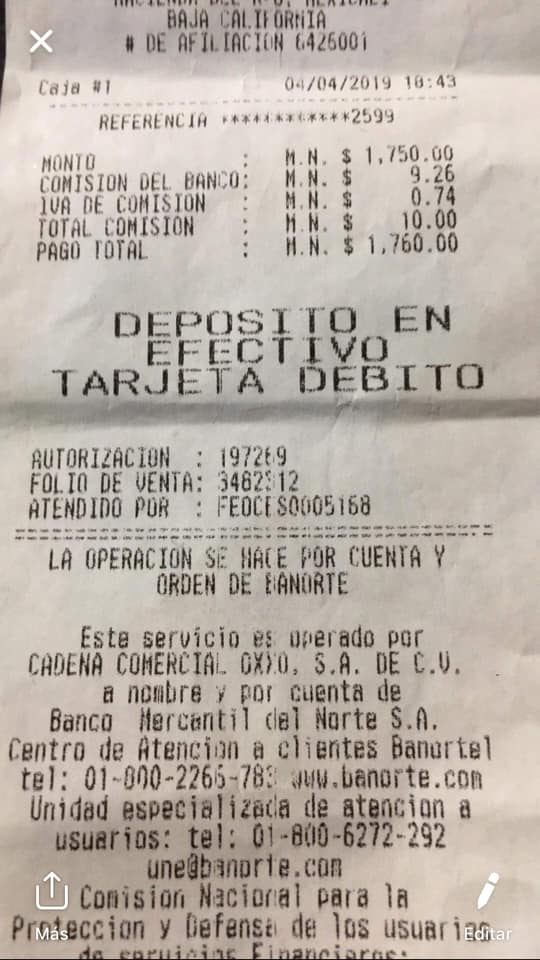 HACIENDA DEL RIO, MEXICALI
BAJA CALIFORNIA
# DE AFILIACION 6426001
Caja #1 04/04/2019 10:43
REFERENCIA ************2599
MONTO : M.N. $ 1,750.00
COMISION DEL BANCO: M.N. $ 9.26
IVA DE COMISION : M.N. $ 0.74
TOTAL COMISION : M.N. $ 10.00
PAGO TOTAL : M.N. $ 1,760.00
DEPOSITO EN
EFECTIVO
TARJETA DEBITO
AUTORIZACION : 197269
FOLIO DE VENTA:
ATENDIDO POR : FEOCES0005168
LA OPERACION SE HACE POR CUENTA Y
ORDEN DE BANORTE
Este servicio es operado por
CADENA COMERCIAL OXXO, S.A. DE C.V.
a nombre y por cuenta de
Banco Mercantil del Norte S.A.
Centro de Atencion a clientes Banortel
tel: 01-800-2266-783 www.banorte.com
Unidad especializada de atencion a
usuarios: tel: 01-800-6272-292
une@banorte.com
Comision Nacional para la
Proteccion y Defensa de los usuarios
de servicios Financieros:
Más
Editar